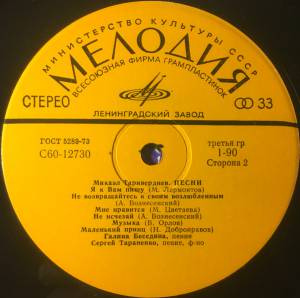 МИНИСТЕРСТВО КУЛЬТУРЫ СССР
МЕЛОДИЯ
ВСЕСОЮЗНАЯ ФИРМА ГРАМПЛАСТИНОК
СТЕРЕО
33
ЛЕНИНГРАДСКИЙ ЗАВОД
ГОСТ 5289-73
С60-12730
третья гр
1-90
Сторона 2
Микаэл Таривердиев. ПЕСНИ
Я к Вам пишу (М. Лермонтов)
Не возвращайтесь к своим возлюбленным
(А. Вознесенский)
Мне нравится (М. Цветаева)
Не исчезай (А. Вознесенский)
Музыка (В. Орлов)
Маленький принц (Н. Добронравов)
Галина Беседина, пение
Сергей Тараненко, пение, ф-но